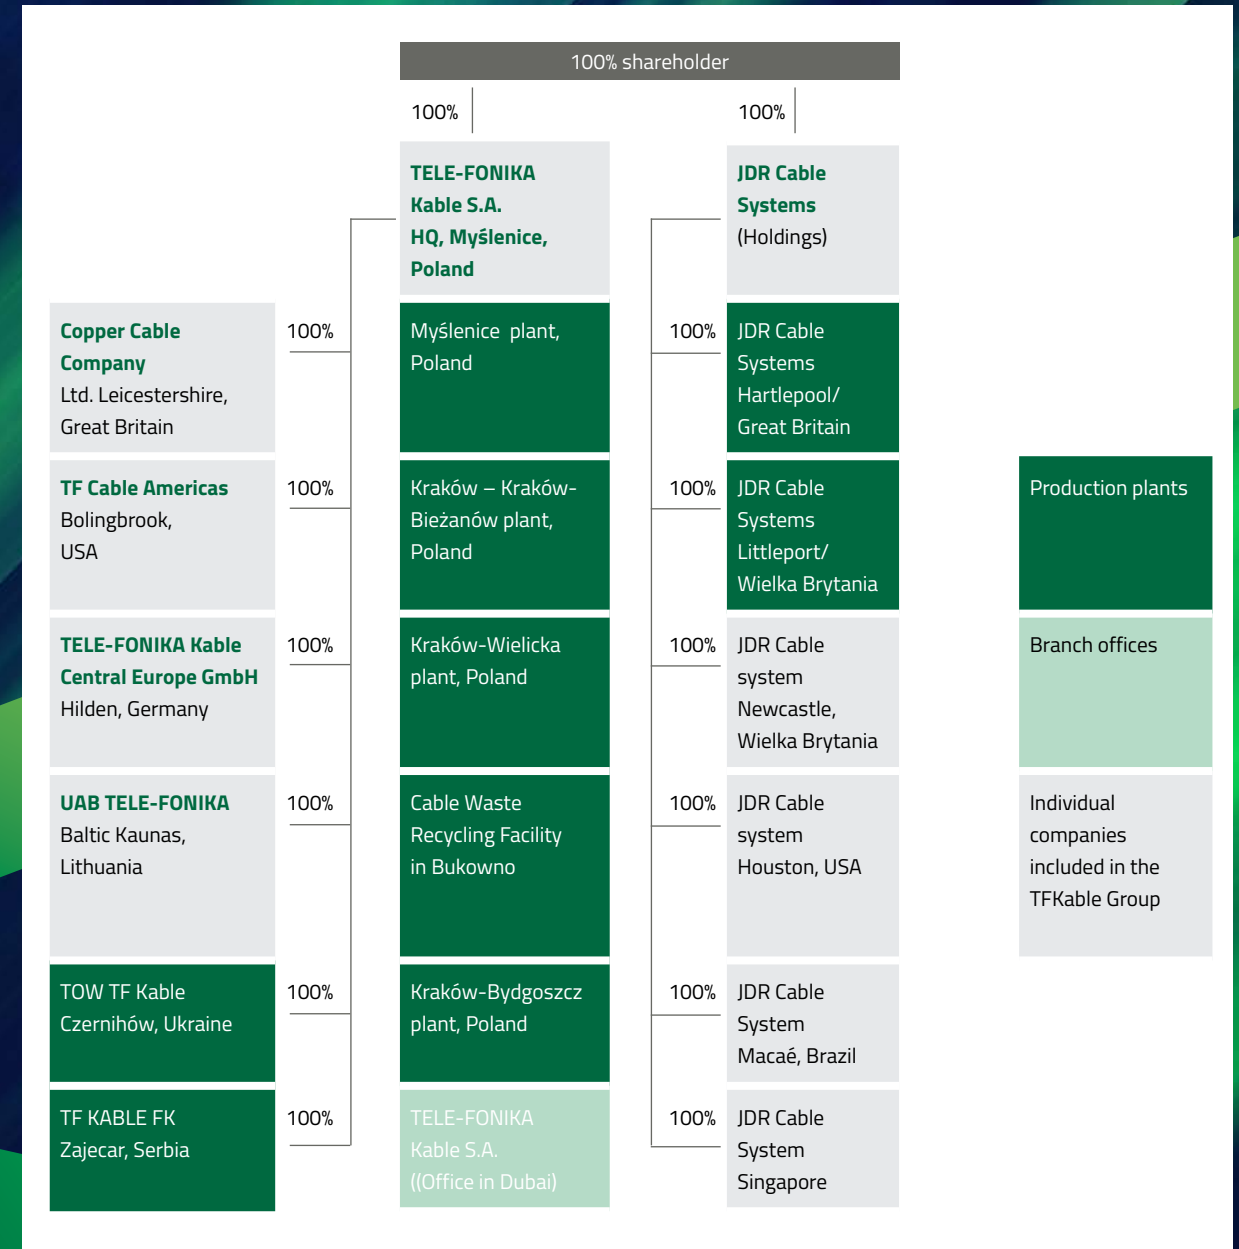 100% shareholder
100%
100%
TELE-FONIKA
Kable S.A.
HQ, Myślenice,
Poland
JDR Cable
Systems
(Holdings)
Copper Cable
Company
Ltd. Leicestershire,
Great Britain
100%
Myślenice plant,
Poland
100%
JDR Cable
Systems
Hartlepool/
Great Britain
TF Cable Americas
Bolingbrook,
USA
100%
Kraków – Kraków-
Bieżanów plant,
Poland
100%
JDR Cable
Systems
Littleport/
Wielka Brytania
Production plants
TELE-FONIKA Kable
Central Europe GmbH
Hilden, Germany
100%
Kraków-Wielicka
plant, Poland
100%
JDR Cable
system
Newcastle,
Wielka Brytania
Branch offices
UAB TELE-FONIKA
Baltic Kaunas,
Lithuania
100%
Cable Waste
Recycling Facility
in Bukowno
100%
JDR Cable
system
Houston, USA
Individual
companies
included in the
TFKable Group
TOW TF Kable
Czernihów, Ukraine
100%
Kraków-Bydgoszcz
plant, Poland
100%
JDR Cable
System
Macaé, Brazil
TF KABLE FK
Zajecar, Serbia
100%
TELE-FONIKA
Kable S.A.
((Office in Dubai)
100%
JDR Cable
System
Singapore